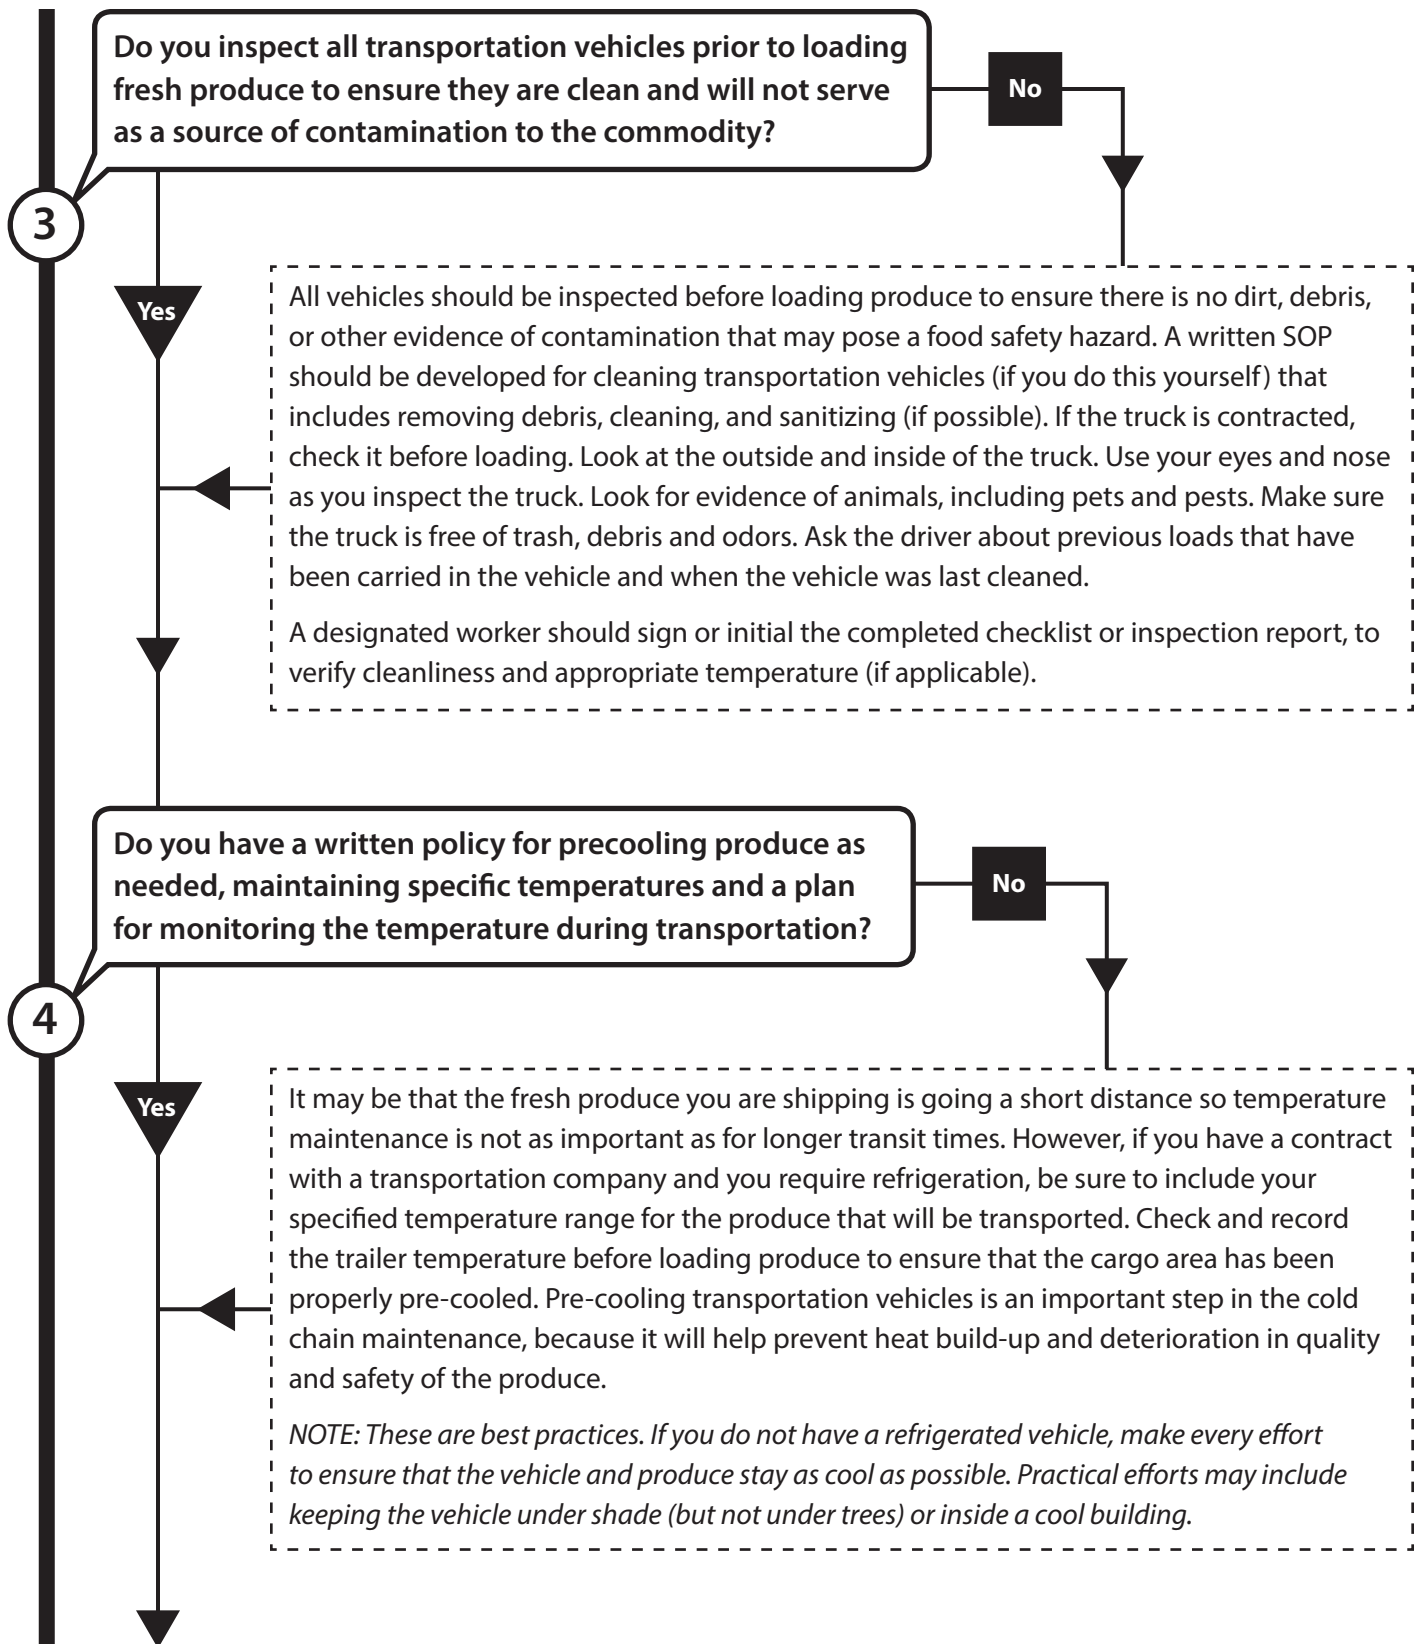 Do you inspect all transportation vehicles prior to loading
fresh produce to ensure they are clean and will not serve
as a source of contamination to the commodity?
No
3
Yes
All vehicles should be inspected before loading produce to ensure there is no dirt, debris,
or other evidence of contamination that may pose a food safety hazard. A written SOP
should be developed for cleaning transportation vehicles (if you do this yourself) that
includes removing debris, cleaning, and sanitizing (if possible). If the truck is contracted,
check it before loading. Look at the outside and inside of the truck. Use your eyes and nose
as you inspect the truck. Look for evidence of animals, including pets and pests. Make sure
the truck is free of trash, debris and odors. Ask the driver about previous loads that have
been carried in the vehicle and when the vehicle was last cleaned.
A designated worker should sign or initial the completed checklist or inspection report, to
verify cleanliness and appropriate temperature (if applicable).
Do you have a written policy for precooling produce as
needed, maintaining specific temperatures and a plan
for monitoring the temperature during transportation?
No
4
Yes
It may be that the fresh produce you are shipping is going a short distance so temperature
maintenance is not as important as for longer transit times. However, if you have a contract
with a transportation company and you require refrigeration, be sure to include your
specified temperature range for the produce that will be transported. Check and record
the trailer temperature before loading produce to ensure that the cargo area has been
properly pre-cooled. Pre-cooling transportation vehicles is an important step in the cold
chain maintenance, because it will help prevent heat build-up and deterioration in quality
and safety of the produce.
NOTE: These are best practices. If you do not have a refrigerated vehicle, make every effort
to ensure that the vehicle and produce stay as cool as possible. Practical efforts may include
keeping the vehicle under shade (but not under trees) or inside a cool building.